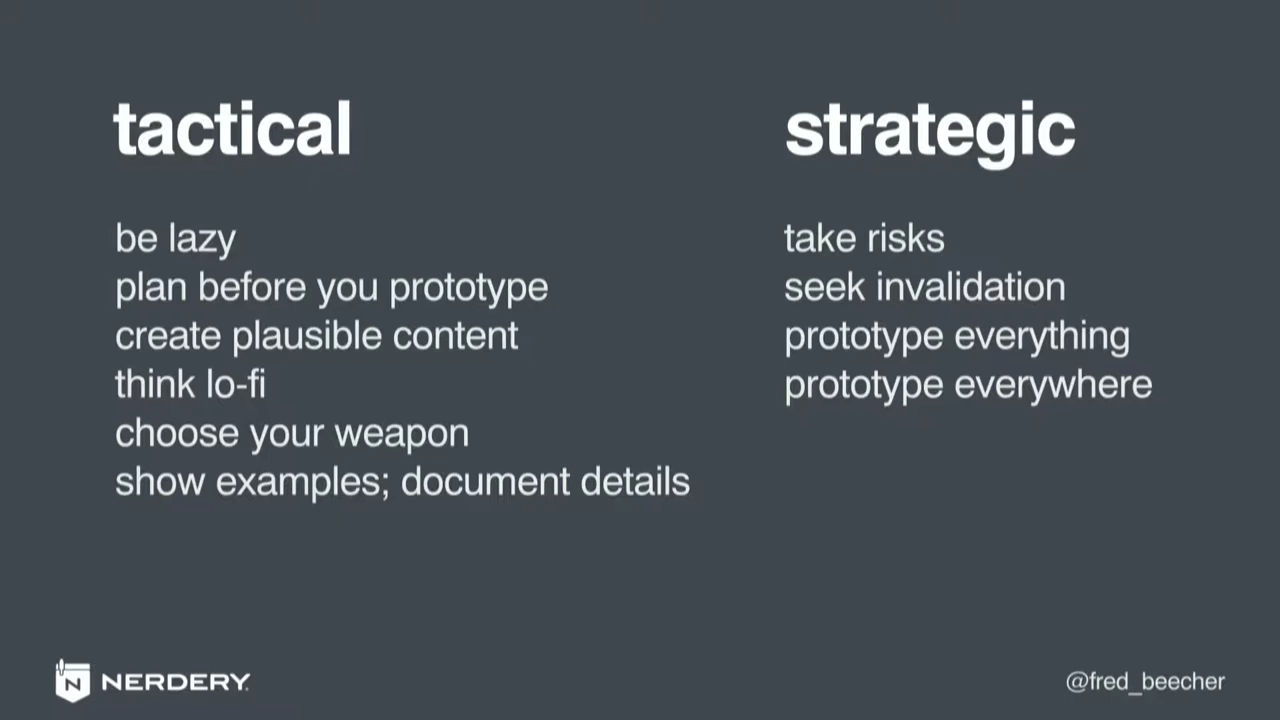 tactical
be lazy
plan before you prototype
create plausible content
think lo-fi
choose your weapon
show examples; document details
strategic
take risks
seek invalidation
prototype everything
prototype everywhere
N NERDERY
@fred_beecher